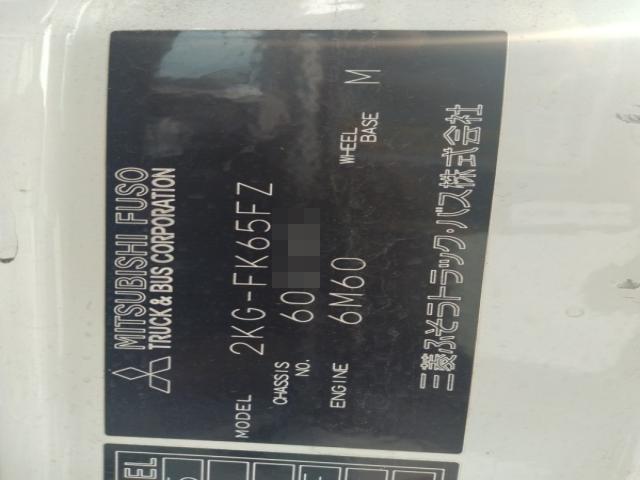 MITSUBISHI FUSO
TRUCK & BUS CORPORATION
MODEL 2KG-FK65FZ
CHASSIS NO. 60
ENGINE 6M60 WHEEL BASE M
三菱ふそうトラック・バス株式会社